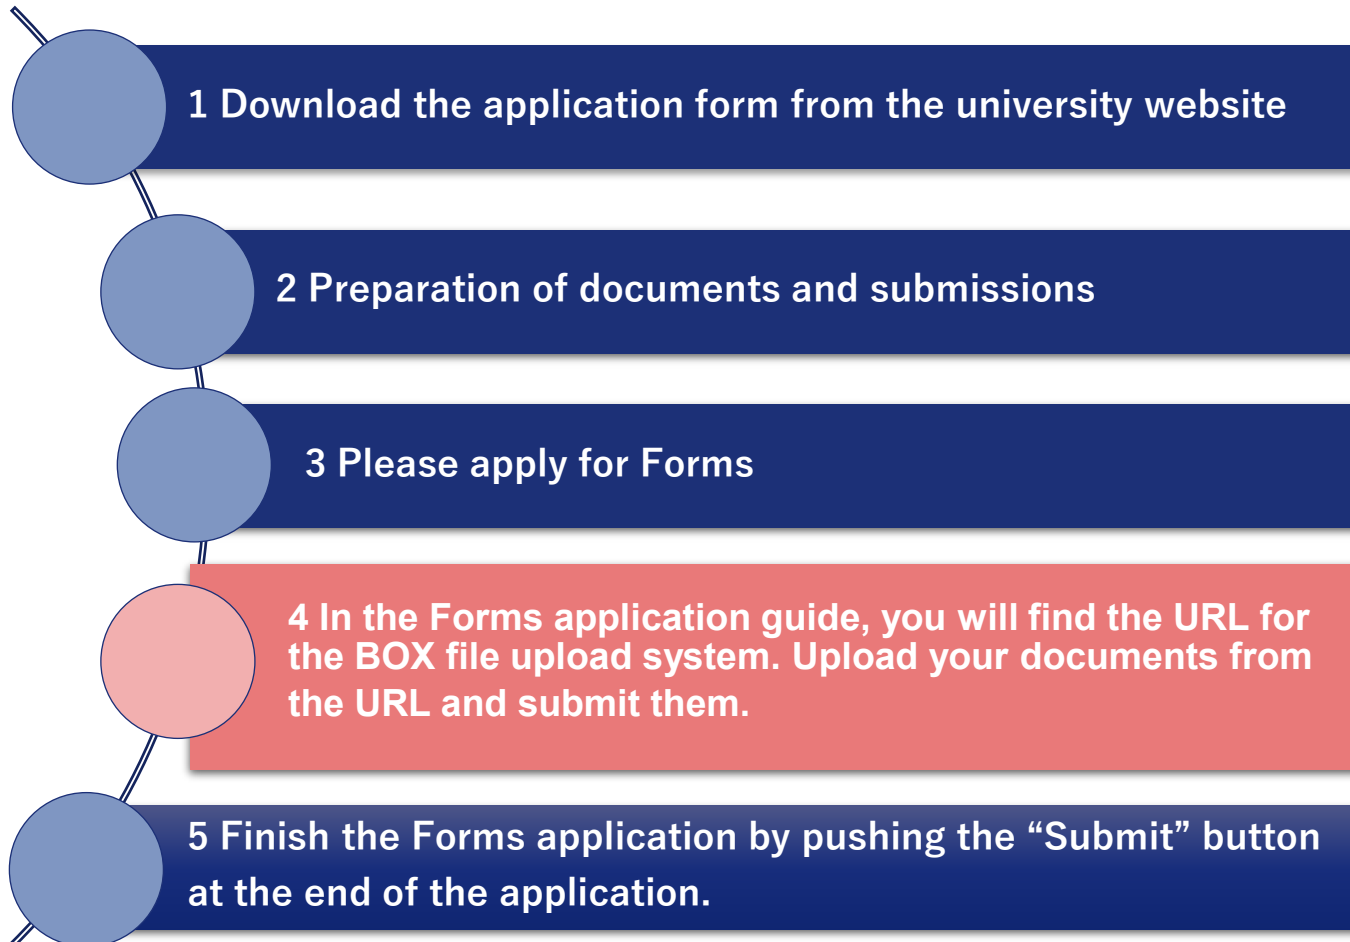 1 Download the application form from the university website
2 Preparation of documents and submissions
3 Please apply for Forms
4 In the Forms application guide, you will find the URL for
the BOX file upload system. Upload your documents from
the URL and submit them.
5 Finish the Forms application by pushing the “Submit” button
at the end of the application.